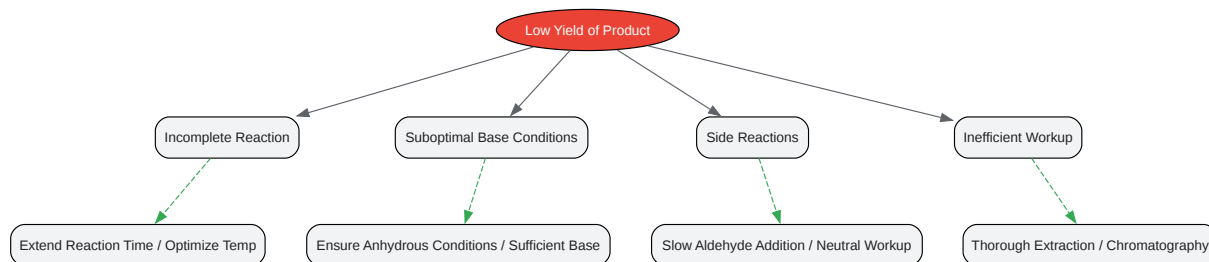 Low Yield of Product
Incomplete Reaction
Suboptimal Base Conditions
Side Reactions
Inefficient Workup
Extend Reaction Time / Optimize Temp
Ensure Anhydrous Conditions / Sufficient Base
Slow Aldehyde Addition / Neutral Workup
Thorough Extraction / Chromatography